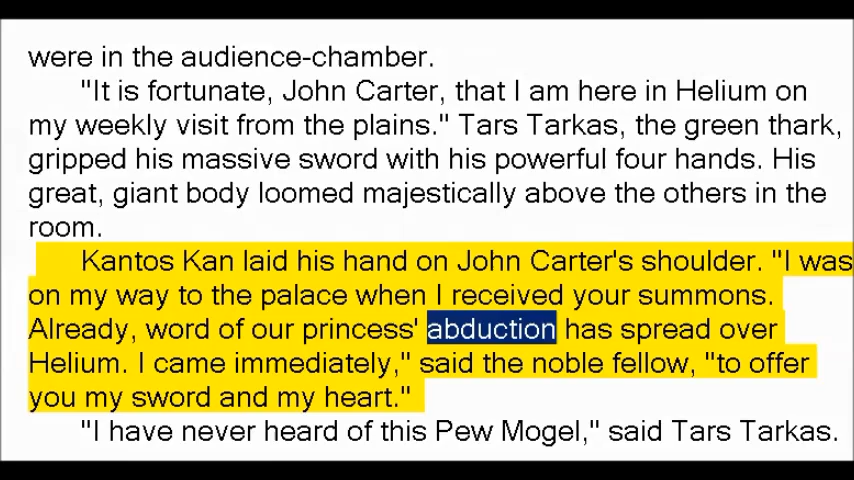 were in the audience-chamber.
"It is fortunate, John Carter, that I am here in Helium on
my weekly visit from the plains." Tars Tarkas, the green thark,
gripped his massive sword with his powerful four hands. His
great, giant body loomed majestically above the others in the
room.
Kantos Kan laid his hand on John Carter's shoulder. "I was
on my way to the palace when I received your summons.
Already, word of our princess' abduction has spread over
Helium. I came immediately," said the noble fellow, "to offer
you my sword and my heart."
"I have never heard of this Pew Mogel," said Tars Tarkas.